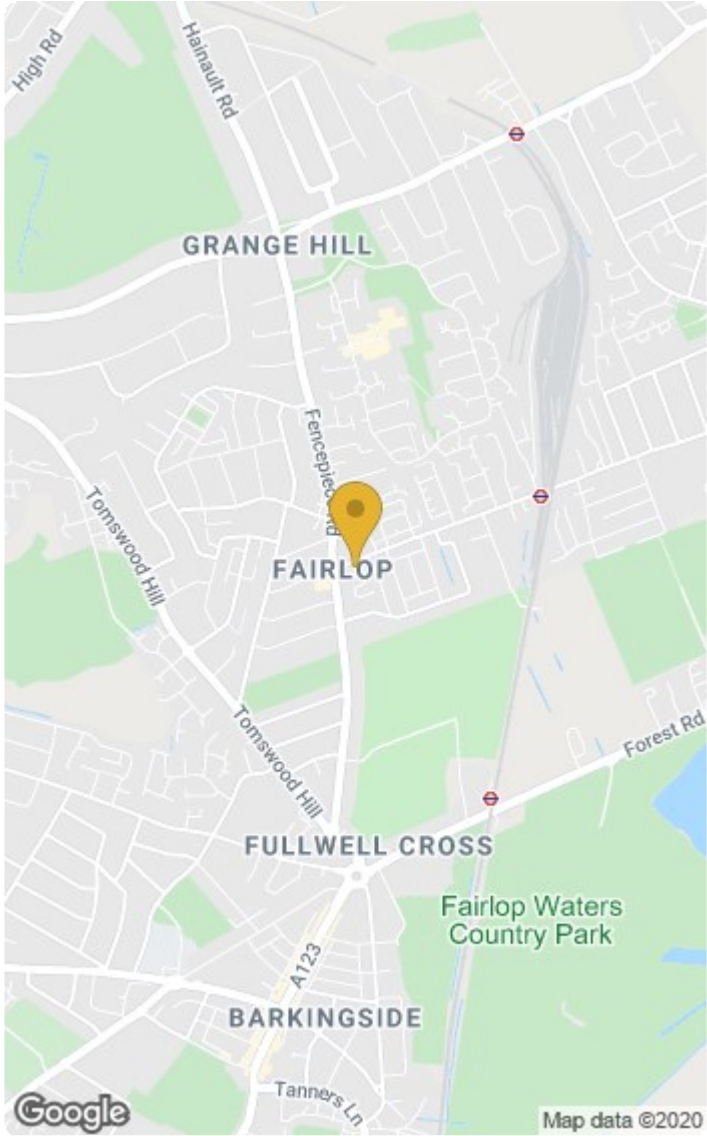 High Rd
Hainault Rd
GRANGE HILL
Fencepiece Rd
Tomswood Hill
FAIRLOP
Tomswood Hill
Forest Rd
FULLWELL CROSS
Fairlop Waters
Country Park
A123
BARKINGSIDE
Tanners Ln
Google
Map data ©2020